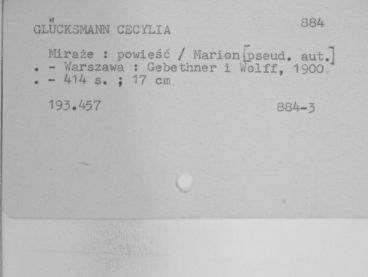 884
GLÜCKSMANN CECYLIA
Miraże : powieść / Marion[pseud. aut.]
. - Warszawa : Gebethner i Wolff, 1900
. - 414 s. ; 17 cm
193.457 884-3